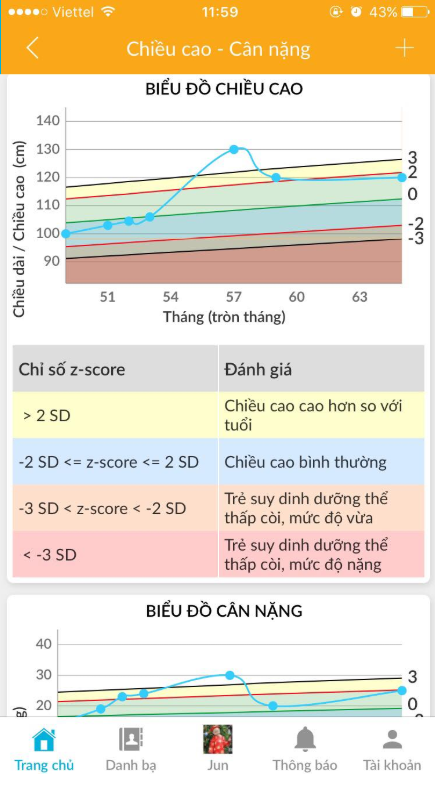 Viettel 11:59 43%
Chiều cao - Cân nặng
BIỂU ĐỒ CHIỀU CAO
Chiều dài / Chiều cao (cm)
140
130
120
110
100
90
3
2
0
-2
-3
51 54 57 60 63
Tháng (tròn tháng)
Chỉ số z-score Đánh giá
> 2 SD Chiều cao cao hơn so với
tuổi
-2 SD <= z-score <= 2 SD Chiều cao bình thường
-3 SD < z-score < -2 SD Trẻ suy dinh dưỡng thể
thấp còi, mức độ vừa
< -3 SD Trẻ suy dinh dưỡng thể
thấp còi, mức độ nặng
BIỂU ĐỒ CÂN NẶNG
40
30
20
3
0
Trang chủ Danh bạ Jun Thông báo Tài khoản